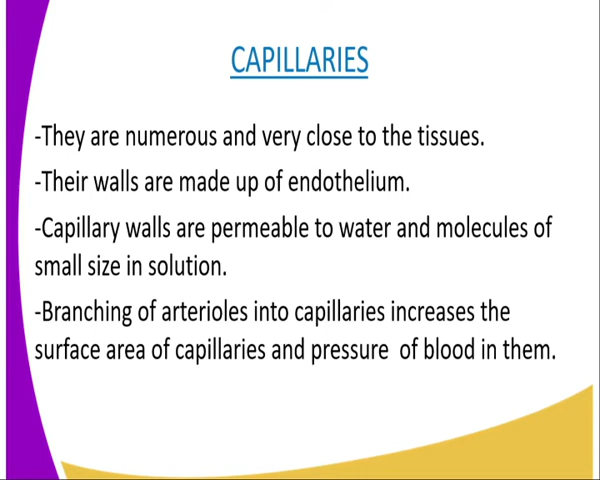 CAPILLARIES
-They are numerous and very close to the tissues.
-Their walls are made up of endothelium.
-Capillary walls are permeable to water and molecules of
small size in solution.
-Branching of arterioles into capillaries increases the
surface area of capillaries and pressure  of blood in them.